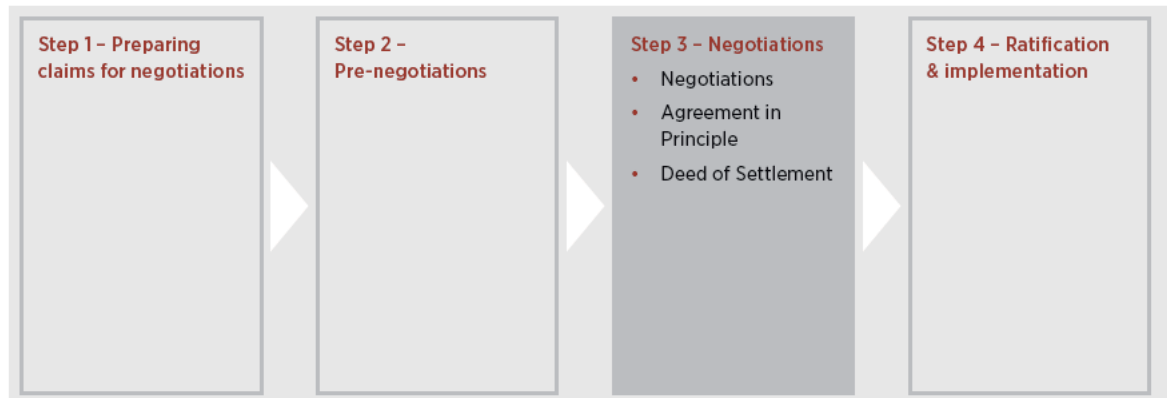 Step 1 – Preparing
claims for negotiations
Step 2 –
Pre-negotiations
Step 3 – Negotiations
• Negotiations
• Agreement in
Principle
• Deed of Settlement
Step 4 – Ratification
& implementation